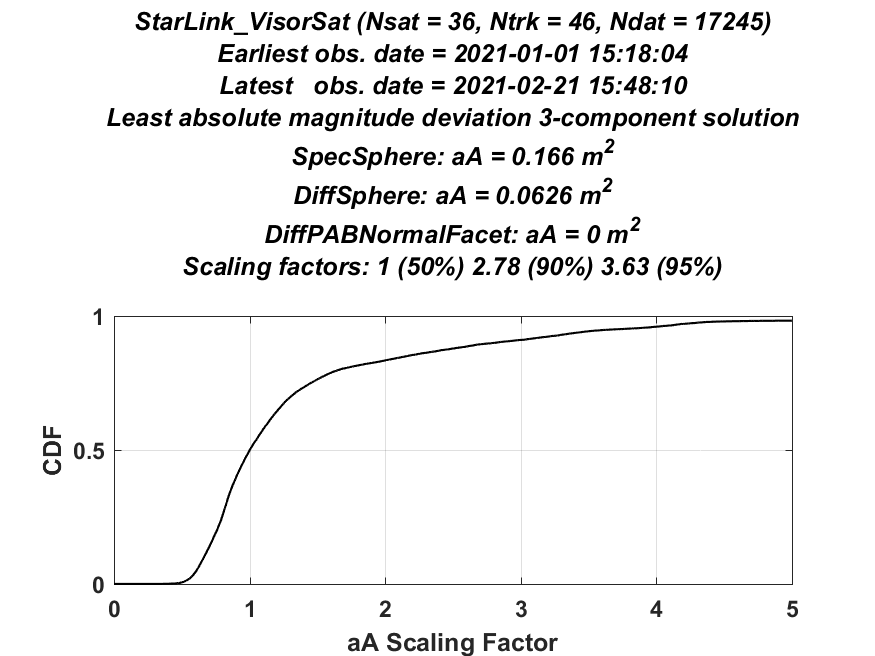 StarLink_VisorSat (Nsat = 36, Ntrk = 46, Ndat = 17245)
Earliest obs. date = 2021-01-01 15:18:04
Latest obs. date = 2021-02-21 15:48:10
Least absolute magnitude deviation 3-component solution
SpecSphere: aA = 0.166 m²
DiffSphere: aA = 0.0626 m²
DiffPABNormalFacet: aA = 0 m²
Scaling factors: 1 (50%) 2.78 (90%) 3.63 (95%)
1
CDF
0.5
0
0 1 2 3 4 5
aA Scaling Factor